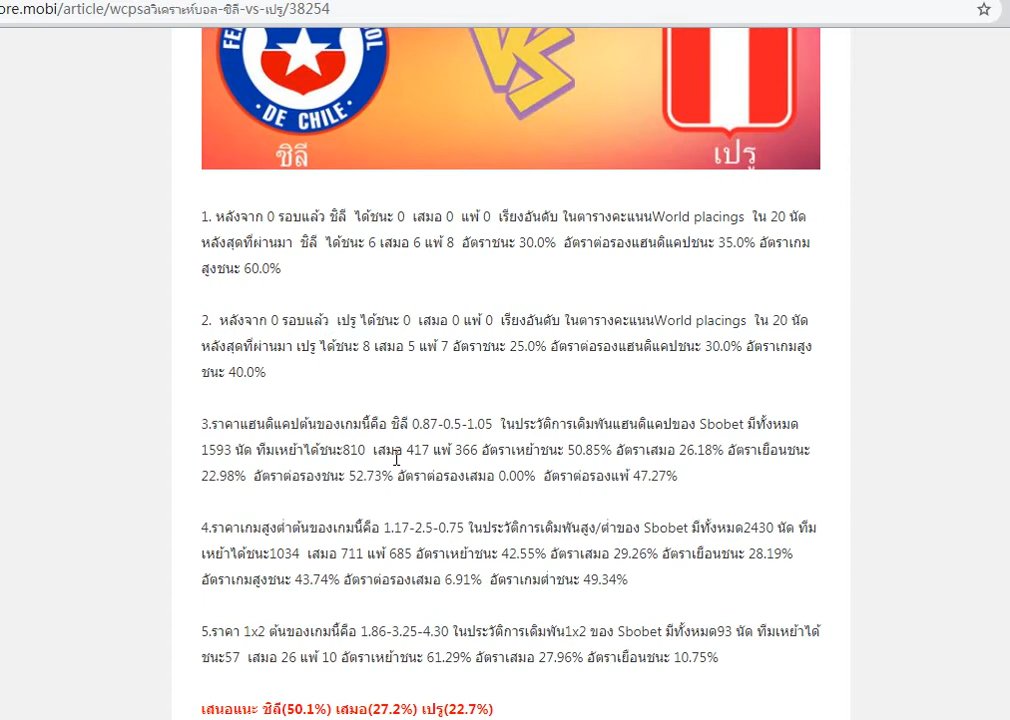 ore.mobi/article/wcpsaวิเคราะห์บอล-ชิลี-vs-เปรู/38254
VS
DE CHILE
ชิลี
เปรู
1. หลังจาก 0 รอบแล้ว ชิลี ได้ชนะ 0 เสมอ 0 แพ้ 0 เรียงอันดับ ในตารางคะแนนWorld placings ใน 20 นัด
หลังสุดที่ผ่านมา ชิลี ได้ชนะ 6 เสมอ 6 แพ้ 8 อัตราชนะ 30.0% อัตราต่อรองแฮนดิแคปชนะ 35.0% อัตราเกม
สูงชนะ 60.0%
2. หลังจาก 0 รอบแล้ว เปรู ได้ชนะ 0 เสมอ 0 แพ้ 0 เรียงอันดับ ในตารางคะแนนWorld placings ใน 20 นัด
หลังสุดที่ผ่านมา เปรู ได้ชนะ 8 เสมอ 5 แพ้ 7 อัตราชนะ 25.0% อัตราต่อรองแฮนดิแคปชนะ 30.0% อัตราเกมสูง
ชนะ 40.0%
3.ราคาแฮนดิแคปต้นของเกมนี้คือ ชิลี 0.87-0.5-1.05 ในประวัติการเดิมพันแฮนดิแคปของ Sbobet มีทั้งหมด
1593 นัด ทีมเหย้าได้ชนะ810 เสมอ 417 แพ้ 366 อัตราเหย้าชนะ 50.85% อัตราเสมอ 26.18% อัตราเยือนชนะ
22.98% อัตราต่อรองชนะ 52.73% อัตราต่อรองเสมอ 0.00% อัตราต่อรองแพ้ 47.27%
4.ราคาเกมสูงต่ำต้นของเกมนี้คือ 1.17-2.5-0.75 ในประวัติการเดิมพันสูง/ต่ำของ Sbobet มีทั้งหมด2430 นัด ทีม
เหย้าได้ชนะ1034 เสมอ 711 แพ้ 685 อัตราเหย้าชนะ 42.55% อัตราเสมอ 29.26% อัตราเยือนชนะ 28.19%
อัตราเกมสูงชนะ 43.74% อัตราต่อรองเสมอ 6.91% อัตราเกมต่ำชนะ 49.34%
5.ราคา 1x2 ต้นของเกมนี้คือ 1.86-3.25-4.30 ในประวัติการเดิมพัน1x2 ของ Sbobet มีทั้งหมด93 นัด ทีมเหย้าได้
ชนะ57 เสมอ 26 แพ้ 10 อัตราเหย้าชนะ 61.29% อัตราเสมอ 27.96% อัตราเยือนชนะ 10.75%
เสนอแนะ ชิลี(50.1%) เสมอ(27.2%) เปรู(22.7%)